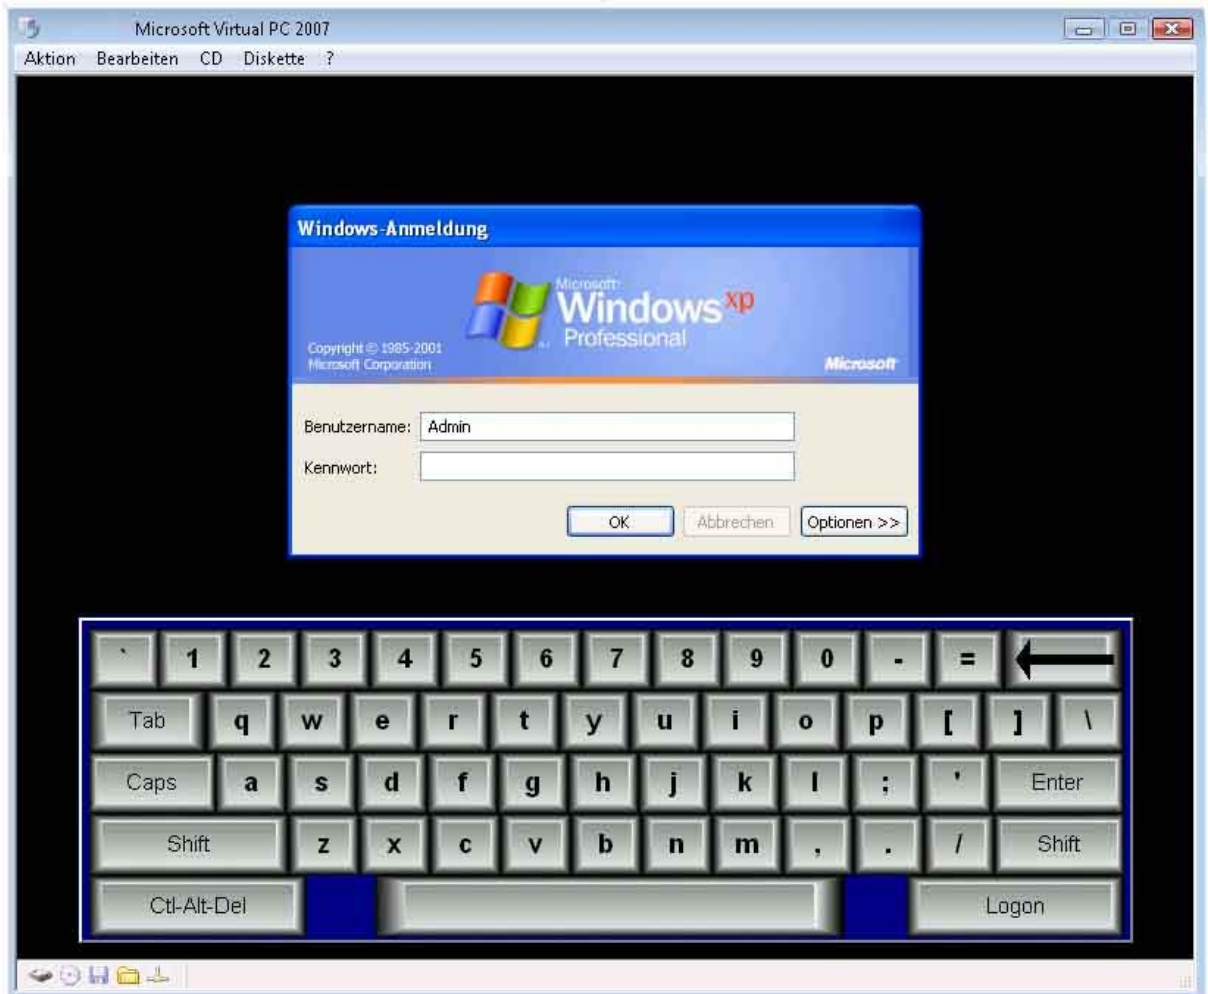 Microsoft Virtual PC 2007
Aktion Bearbeiten CD Diskette ?
Windows-Anmeldung
Microsoft
Windows xp
Professional
Copyright © 1985-2001
Microsoft Corporation
Microsoft
Benutzername: Admin
Kennwort:
OK Abbrechen Optionen >>
` 1 2 3 4 5 6 7 8 9 0 - =
Tab q w e r t y u i o p [ ] \
Caps a s d f g h j k l ; ' Enter
Shift z x c v b n m , . / Shift
Ctl-Alt-Del Logon